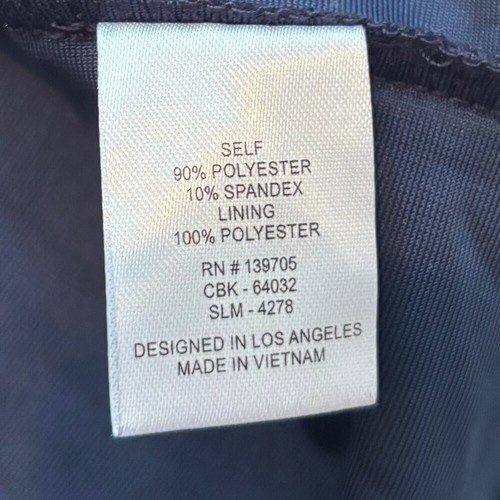 SELF
90% POLYESTER
10% SPANDEX
LINING
100% POLYESTER
RN # 139705
CBK - 64032
SLM - 4278
DESIGNED IN LOS ANGELES
MADE IN VIETNAM